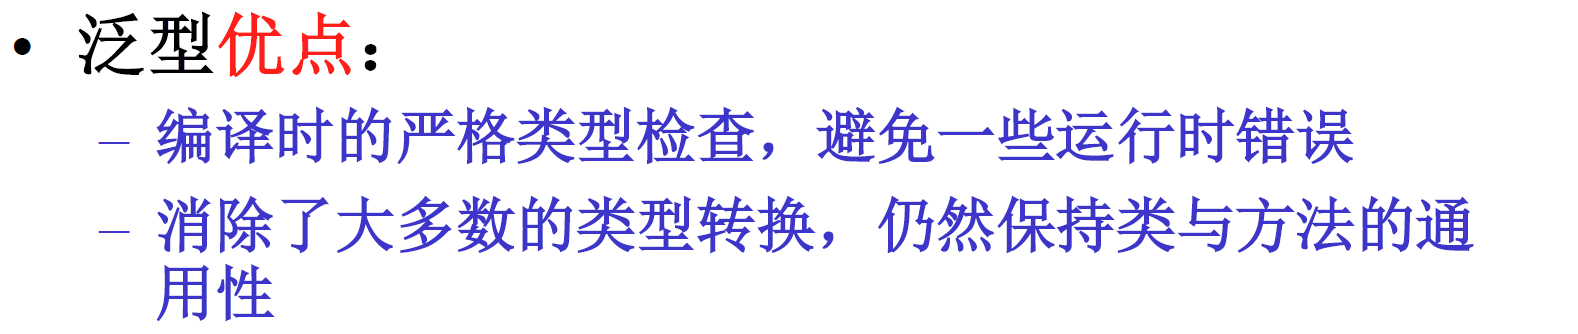 • 泛型优点：
– 编译时的严格类型检查，避免一些运行时错误
– 消除了大多数的类型转换，仍然保持类与方法的通
用性